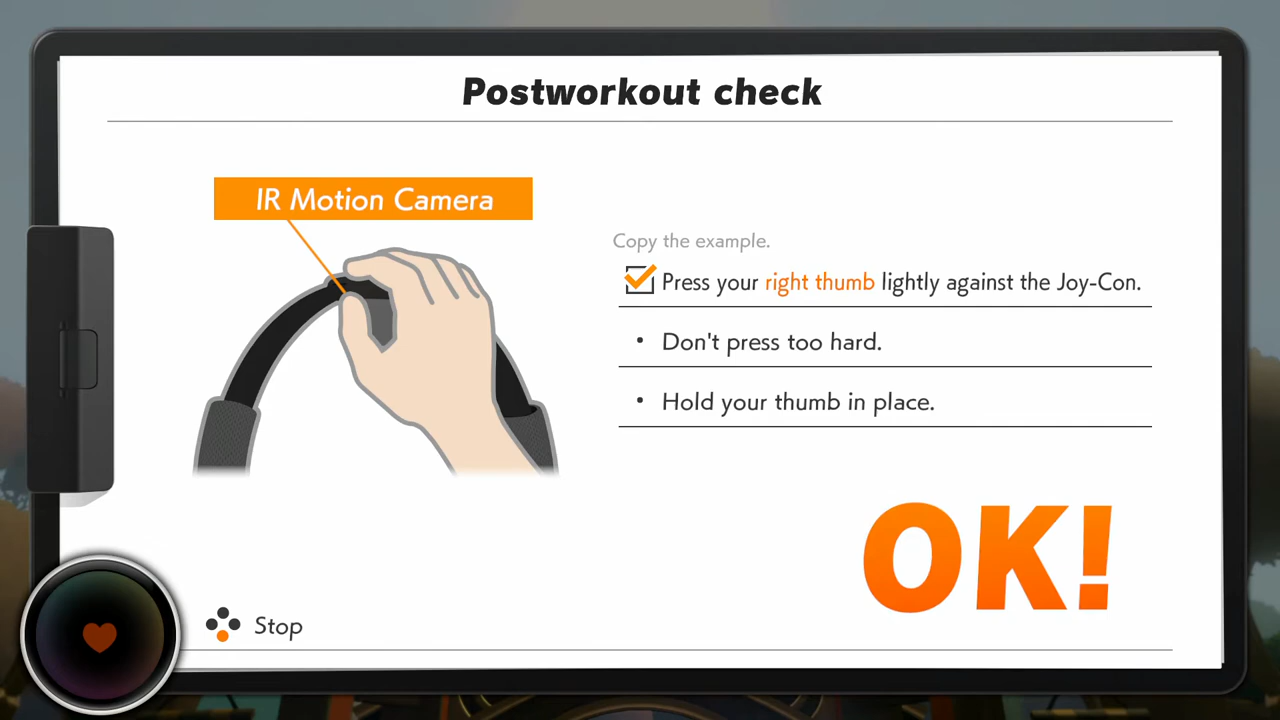 Postworkout check
IR Motion Camera
Copy the example.
Press your right thumb lightly against the Joy-Con.
• Don't press too hard.
• Hold your thumb in place.
OK!
Stop